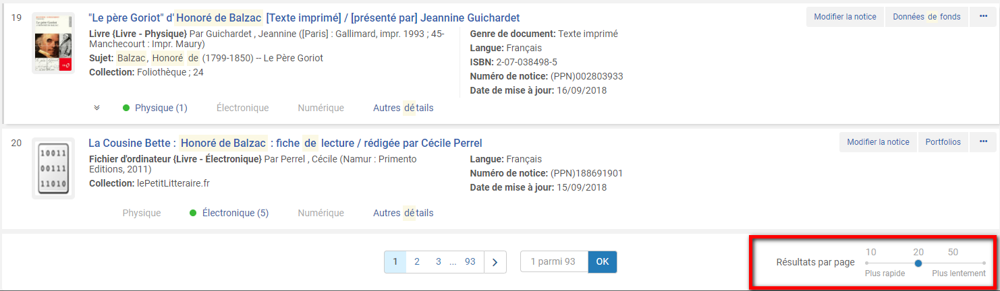 19
"Le père Goriot" d'Honoré de Balzac [Texte imprimé] / [présenté par] Jeannine Guichardet
Modifier la notice
Données de fonds
•••
Livre {Livre - Physique} Par Guichardet , Jeannine ([Paris] : Gallimard, impr. 1993 ; 45-
Manchecourt : Impr. Maury)
Sujet: Balzac, Honoré de (1799-1850) -- Le Père Goriot
Collection: Foliothèque ; 24
Genre de document: Texte imprimé
Langue: Français
ISBN: 2-07-038498-5
Numéro de notice: (PPN)002803933
Date de mise à jour: 16/09/2018
Physique (1)
Électronique
Numérique
Autres détails
20
La Cousine Bette : Honoré de Balzac : fiche de lecture / rédigée par Cécile Perrel
Modifier la notice
Portfolios
•••
10011
00111
11010
Fichier d'ordinateur {Livre - Électronique} Par Perrel , Cécile (Namur : Primento
Editions, 2011)
Collection: lePetitLitteraire.fr
Langue: Français
Numéro de notice: (PPN)188691901
Date de mise à jour: 15/09/2018
Physique
Électronique (5)
Numérique
Autres détails
1 2 3 ... 93
1 parmi 93
OK
Résultats par page
10 20 50
Plus rapide
Plus lentement